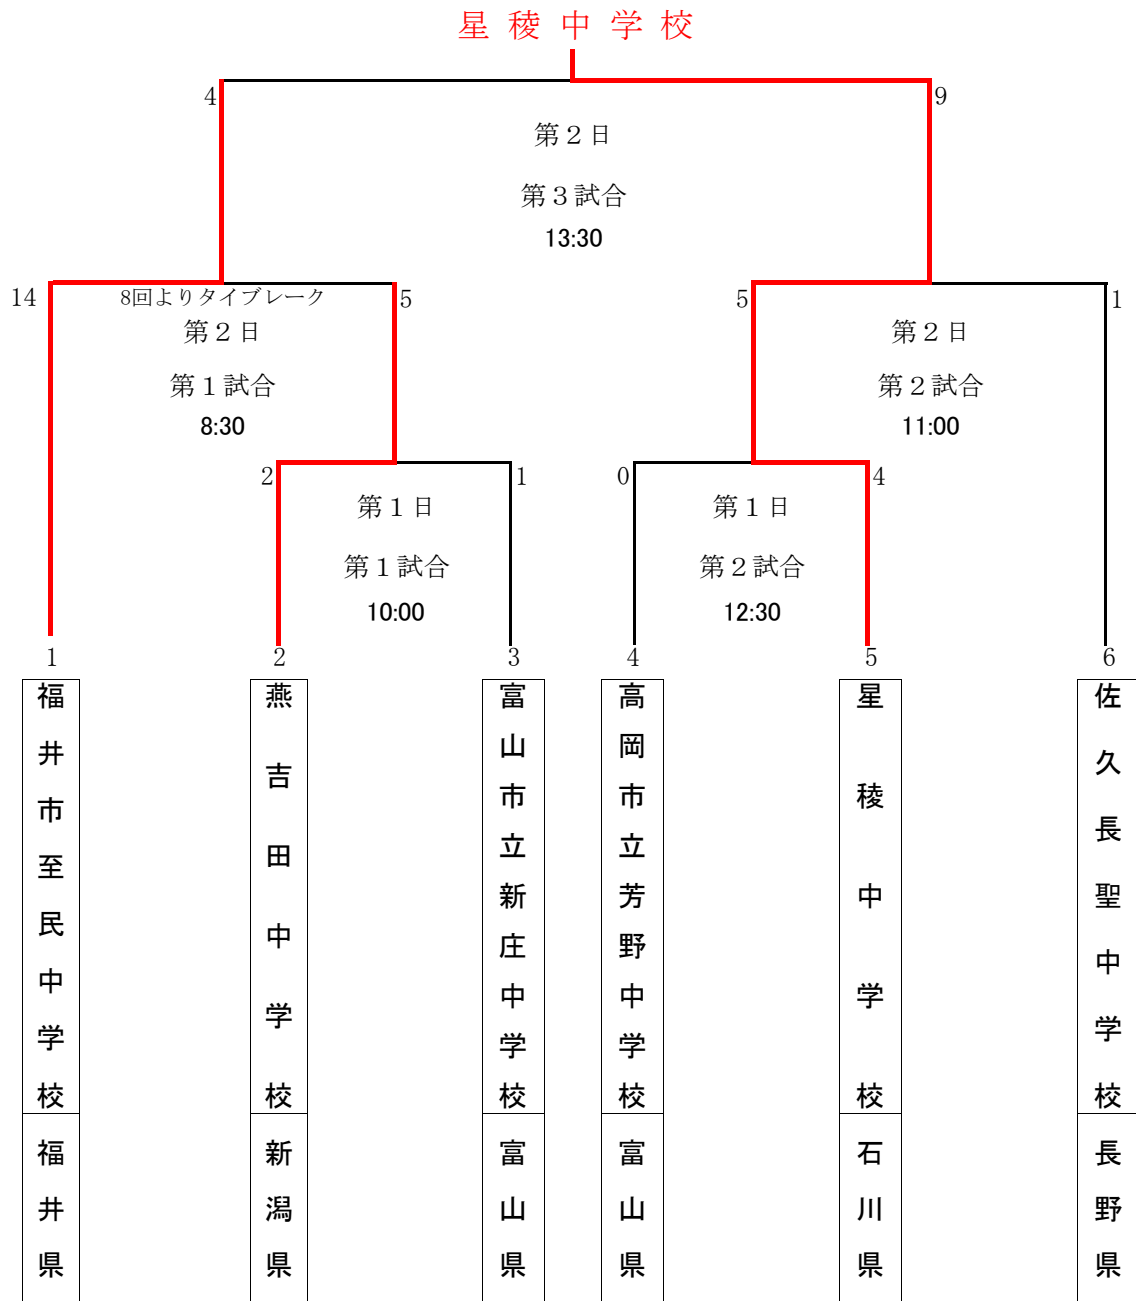 星稜中学校
4
9
第２日
第３試合
13:30
14
8回よりタイブレーク
5
5
1
第２日
第１試合
8:30
第２日
第２試合
11:00
2
1
0
4
第１日
第１試合
10:00
第１日
第２試合
12:30
1
2
3
4
5
6
福井市至民中学校
福井県
燕吉田中学校
新潟県
富山市立新庄中学校
富山県
高岡市立芳野中学校
富山県
星稜中学校
石川県
佐久長聖中学校
長野県